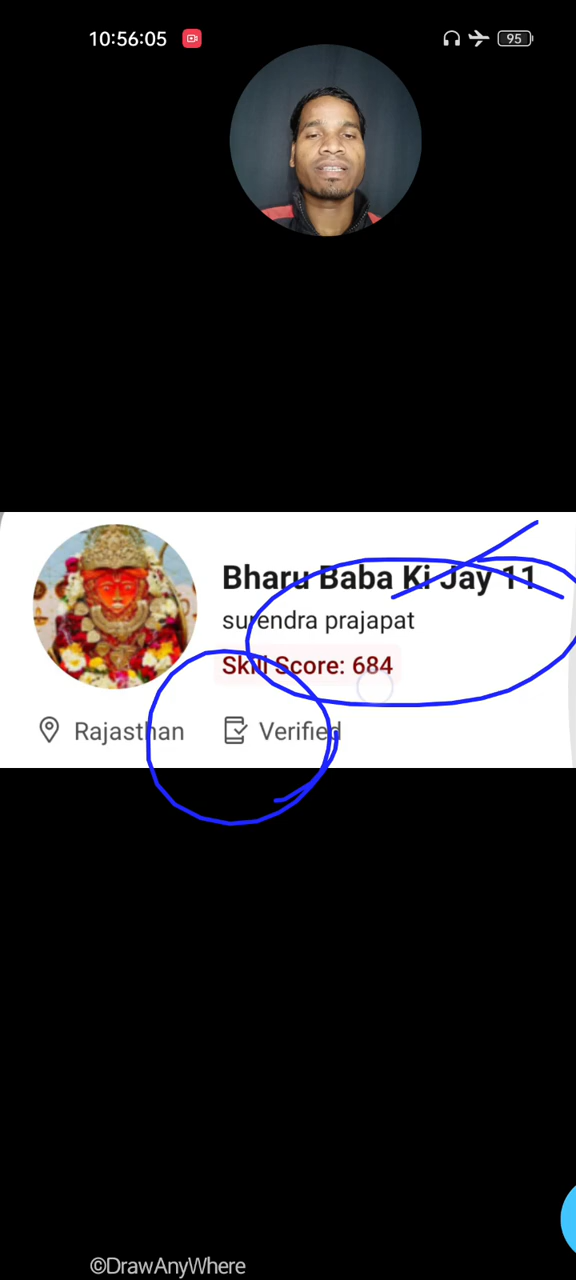 10:56:05 95
Bharu Baba Ki Jay 11
surendra prajapat
Skill Score: 684
Rajasthan Verified
©DrawAnyWhere